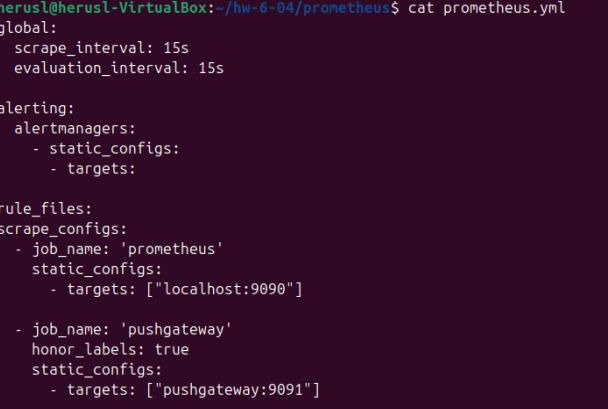 herusl@herusl-VirtualBox:~/hw-6-04/prometheus$ cat prometheus.yml
global:
  scrape_interval: 15s
  evaluation_interval: 15s

alerting:
  alertmanagers:
    - static_configs:
      - targets:

rule_files:
scrape_configs:
  - job_name: 'prometheus'
    static_configs:
      - targets: ["localhost:9090"]

  - job_name: 'pushgateway'
    honor_labels: true
    static_configs:
      - targets: ["pushgateway:9091"]